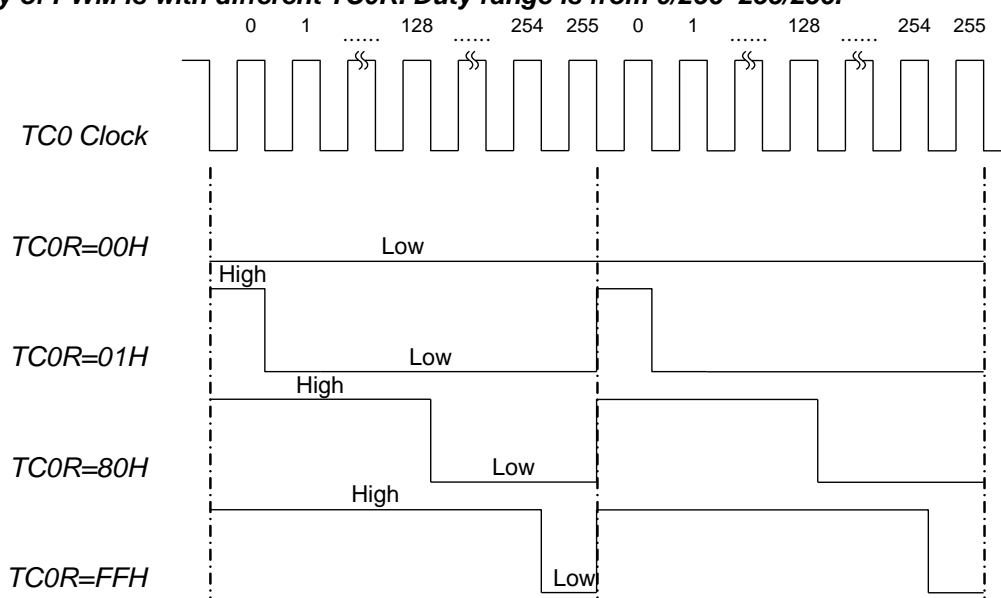 0 1 ...... 128 ...... 254 255 0 1 ...... 128 ...... 254 255
TC0 Clock
TC0R=00H
Low
High
TC0R=01H
Low
High
TC0R=80H
Low
High
TC0R=FFH
Low